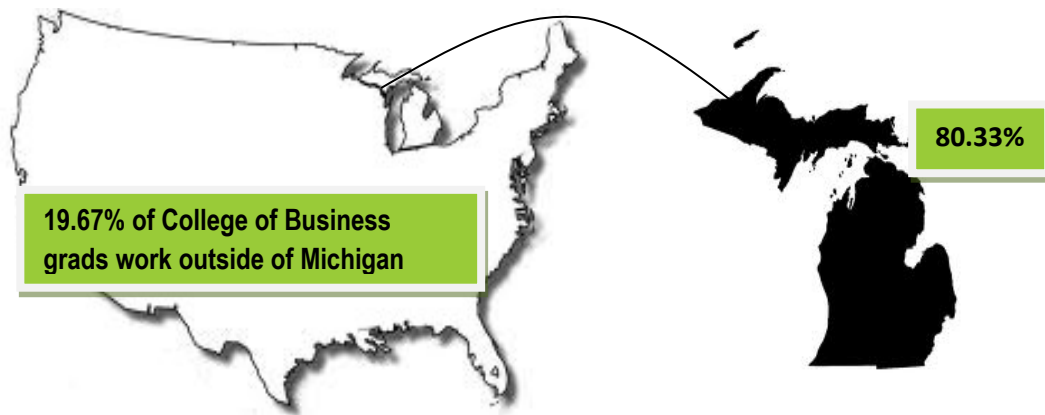 80.33%
19.67% of College of Business
grads work outside of Michigan